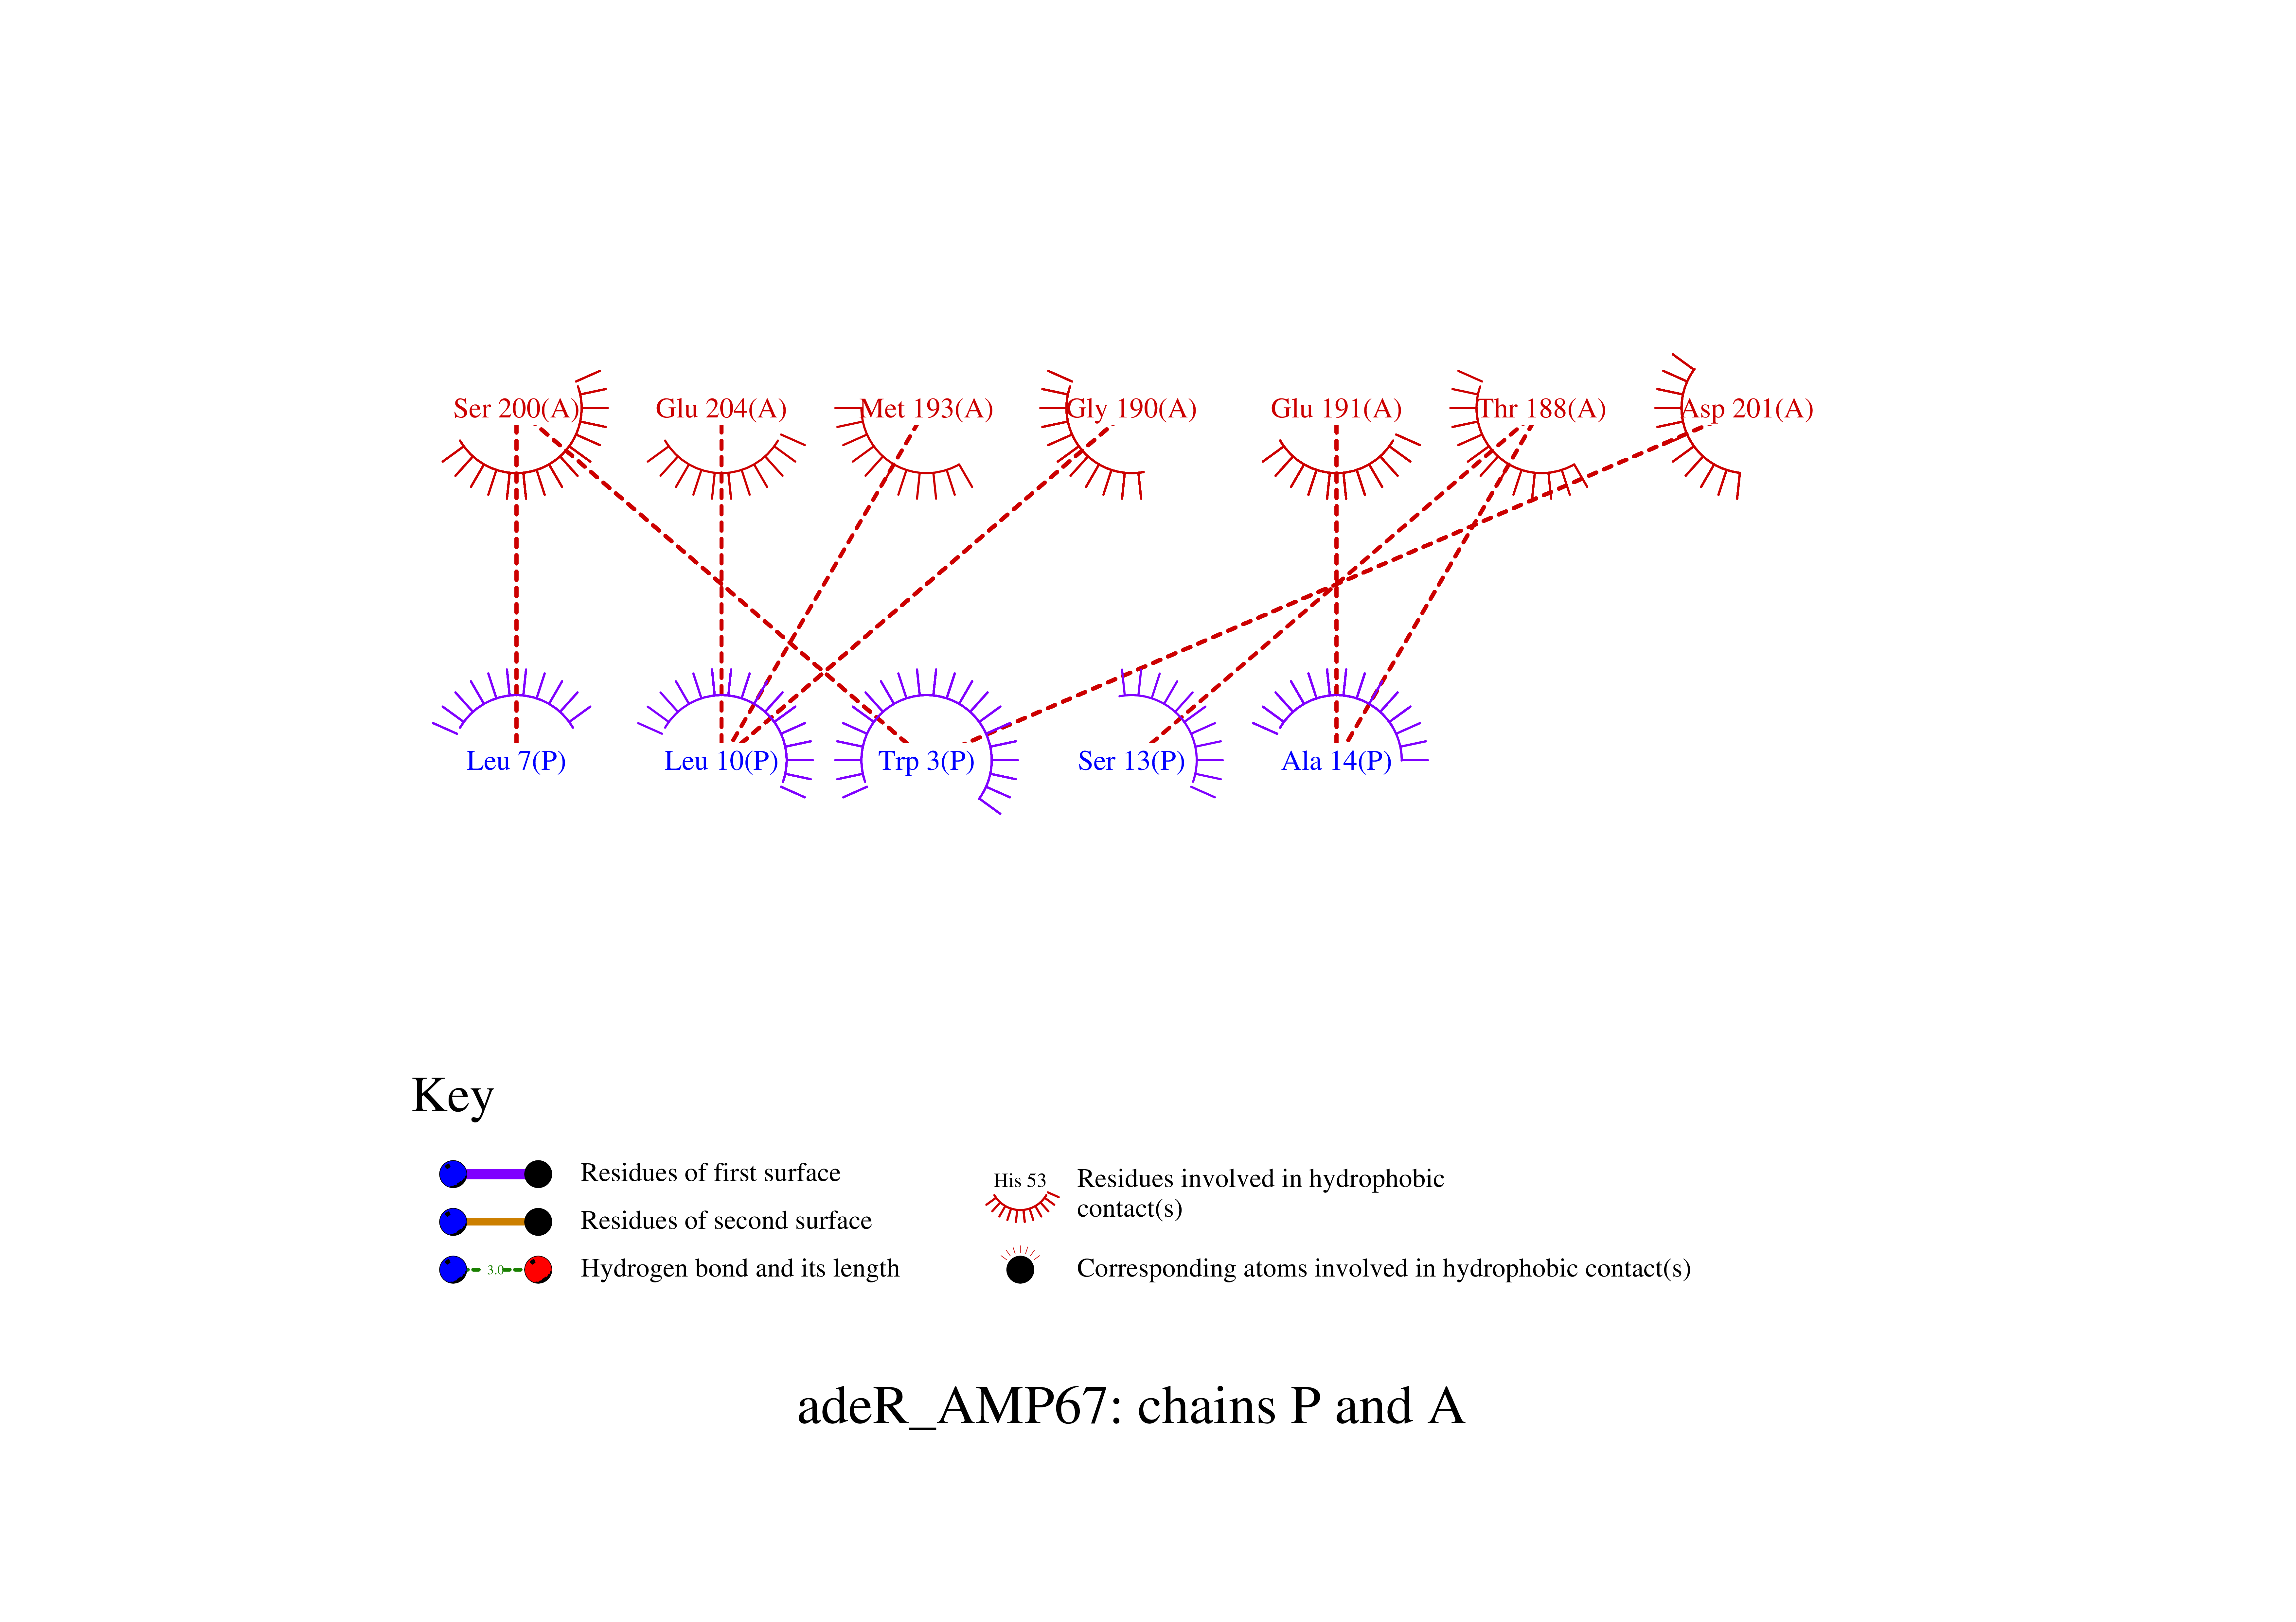 Ser 200(A) Glu 204(A) Met 193(A) Gly 190(A) Glu 191(A) Thr 188(A) Asp 201(A)
Leu 7(P) Leu 10(P) Trp 3(P) Ser 13(P) Ala 14(P)
Key
Residues of first surface
Residues of second surface
3.0 Hydrogen bond and its length
His 53 Residues involved in hydrophobic
contact(s)
Corresponding atoms involved in hydrophobic contact(s)
adeR_AMP67: chains P and A